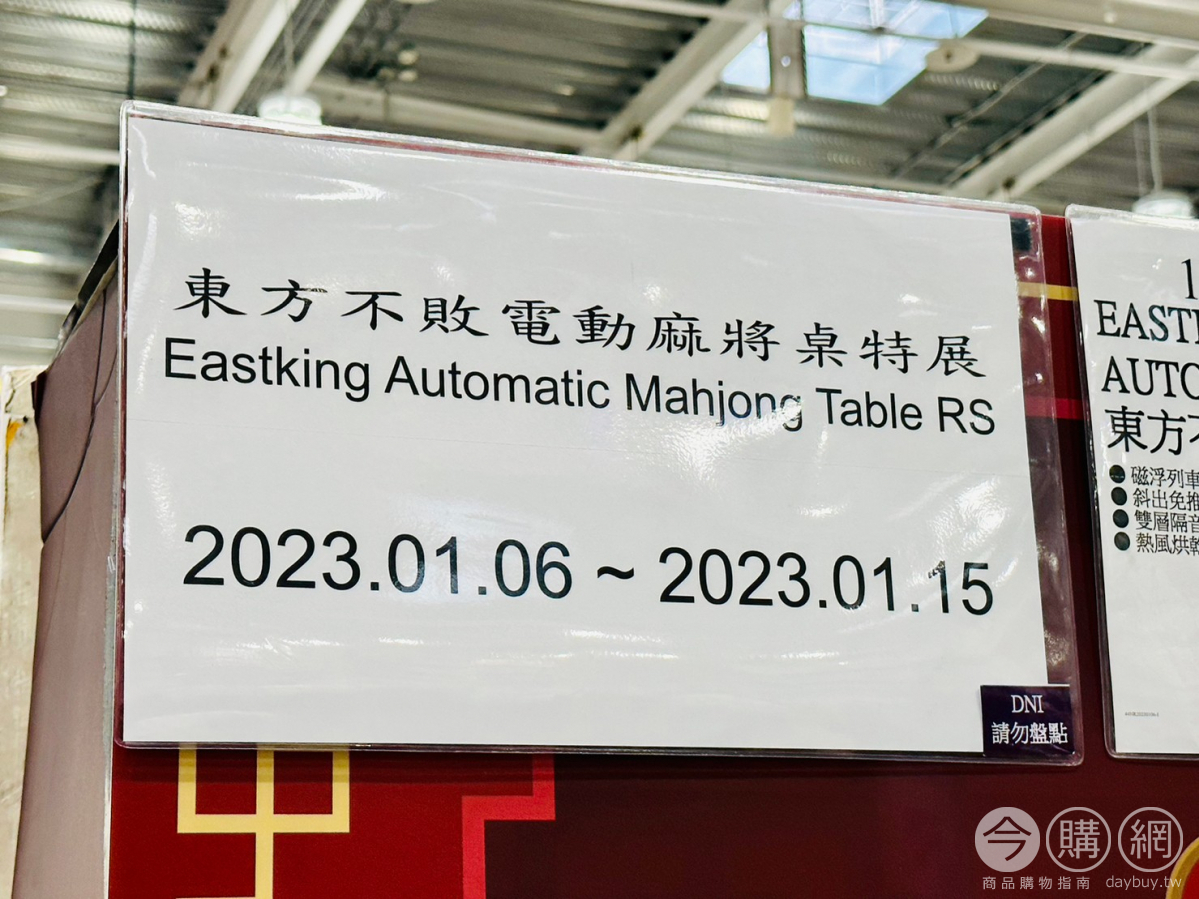 東方不敗電動麻將桌特展
Eastking Automatic Mahjong Table RS
2023.01.06 ~ 2023.01.15
DNI
請勿盤點
1
EAST
AUTO
東方
● 磁浮列車
● 斜出免推
● 雙層隔音
● 熱風烘乾
今購網
商品購物指南 daybuy.tw